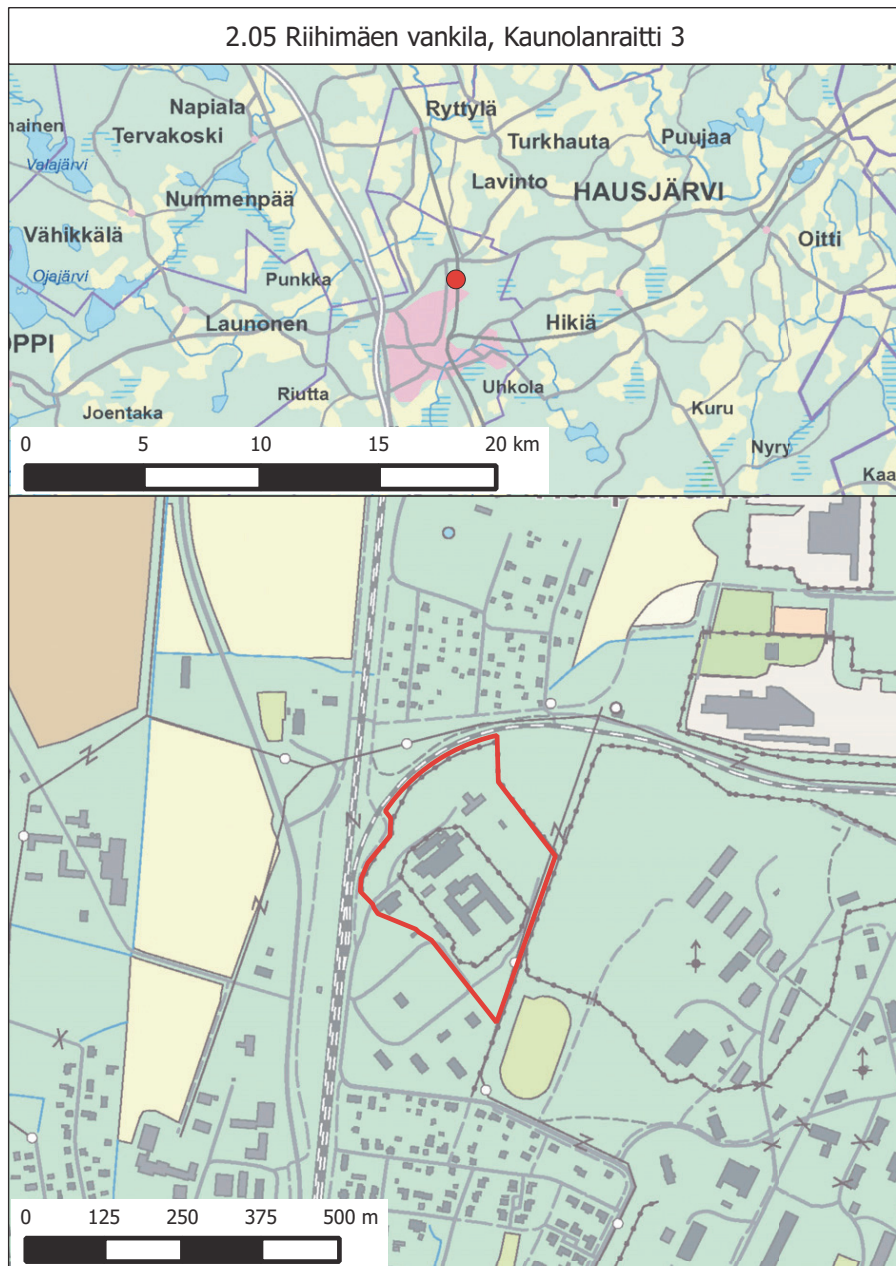 2.05 Riihimäen vankila, Kaunolanraitti 3
Napiala
Ryttylä
nainen
Tervakoski
Turkhauta
Puujaa
Valajärvi
Lavinto
Nummenpää
HAUSJÄRVI
Vähikkälä
Oitti
Ojajärvi
Punkka
Launonen
Hikiä
OPPI
Riutta
Uhkola
Joentaka
Kuru
Nyry
Kaa
0 5 10 15 20 km
0 125 250 375 500 m